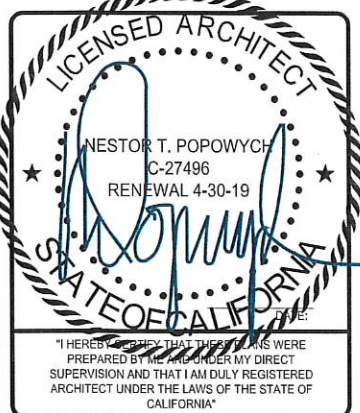 LICENSED ARCHITECT
NESTOR T. POPOWYCH
C-27496
RENEWAL 4-30-19
STATE OF CALIFORNIA
DATE:
"I HEREBY CERTIFY THAT THESE PLANS WERE
PREPARED BY ME AND UNDER MY DIRECT
SUPERVISION AND THAT I AM DULY REGISTERED
ARCHITECT UNDER THE LAWS OF THE STATE OF
CALIFORNIA"